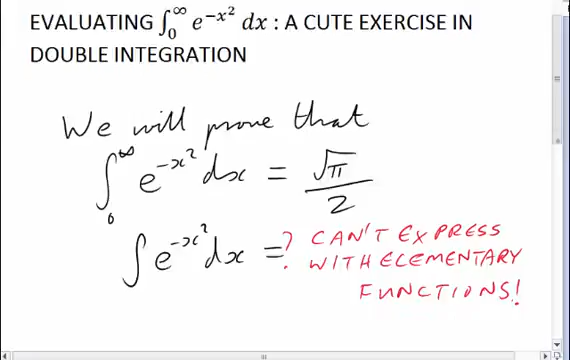 EVALUATING ∫₀^∞ e^(−x²) dx : A CUTE EXERCISE IN
DOUBLE INTEGRATION
We will prove that
∫₀^∞ e^(−x²) dx = √π/2
∫ e^(−x²) dx = ? CAN'T EXPRESS
WITH ELEMENTARY
FUNCTIONS!